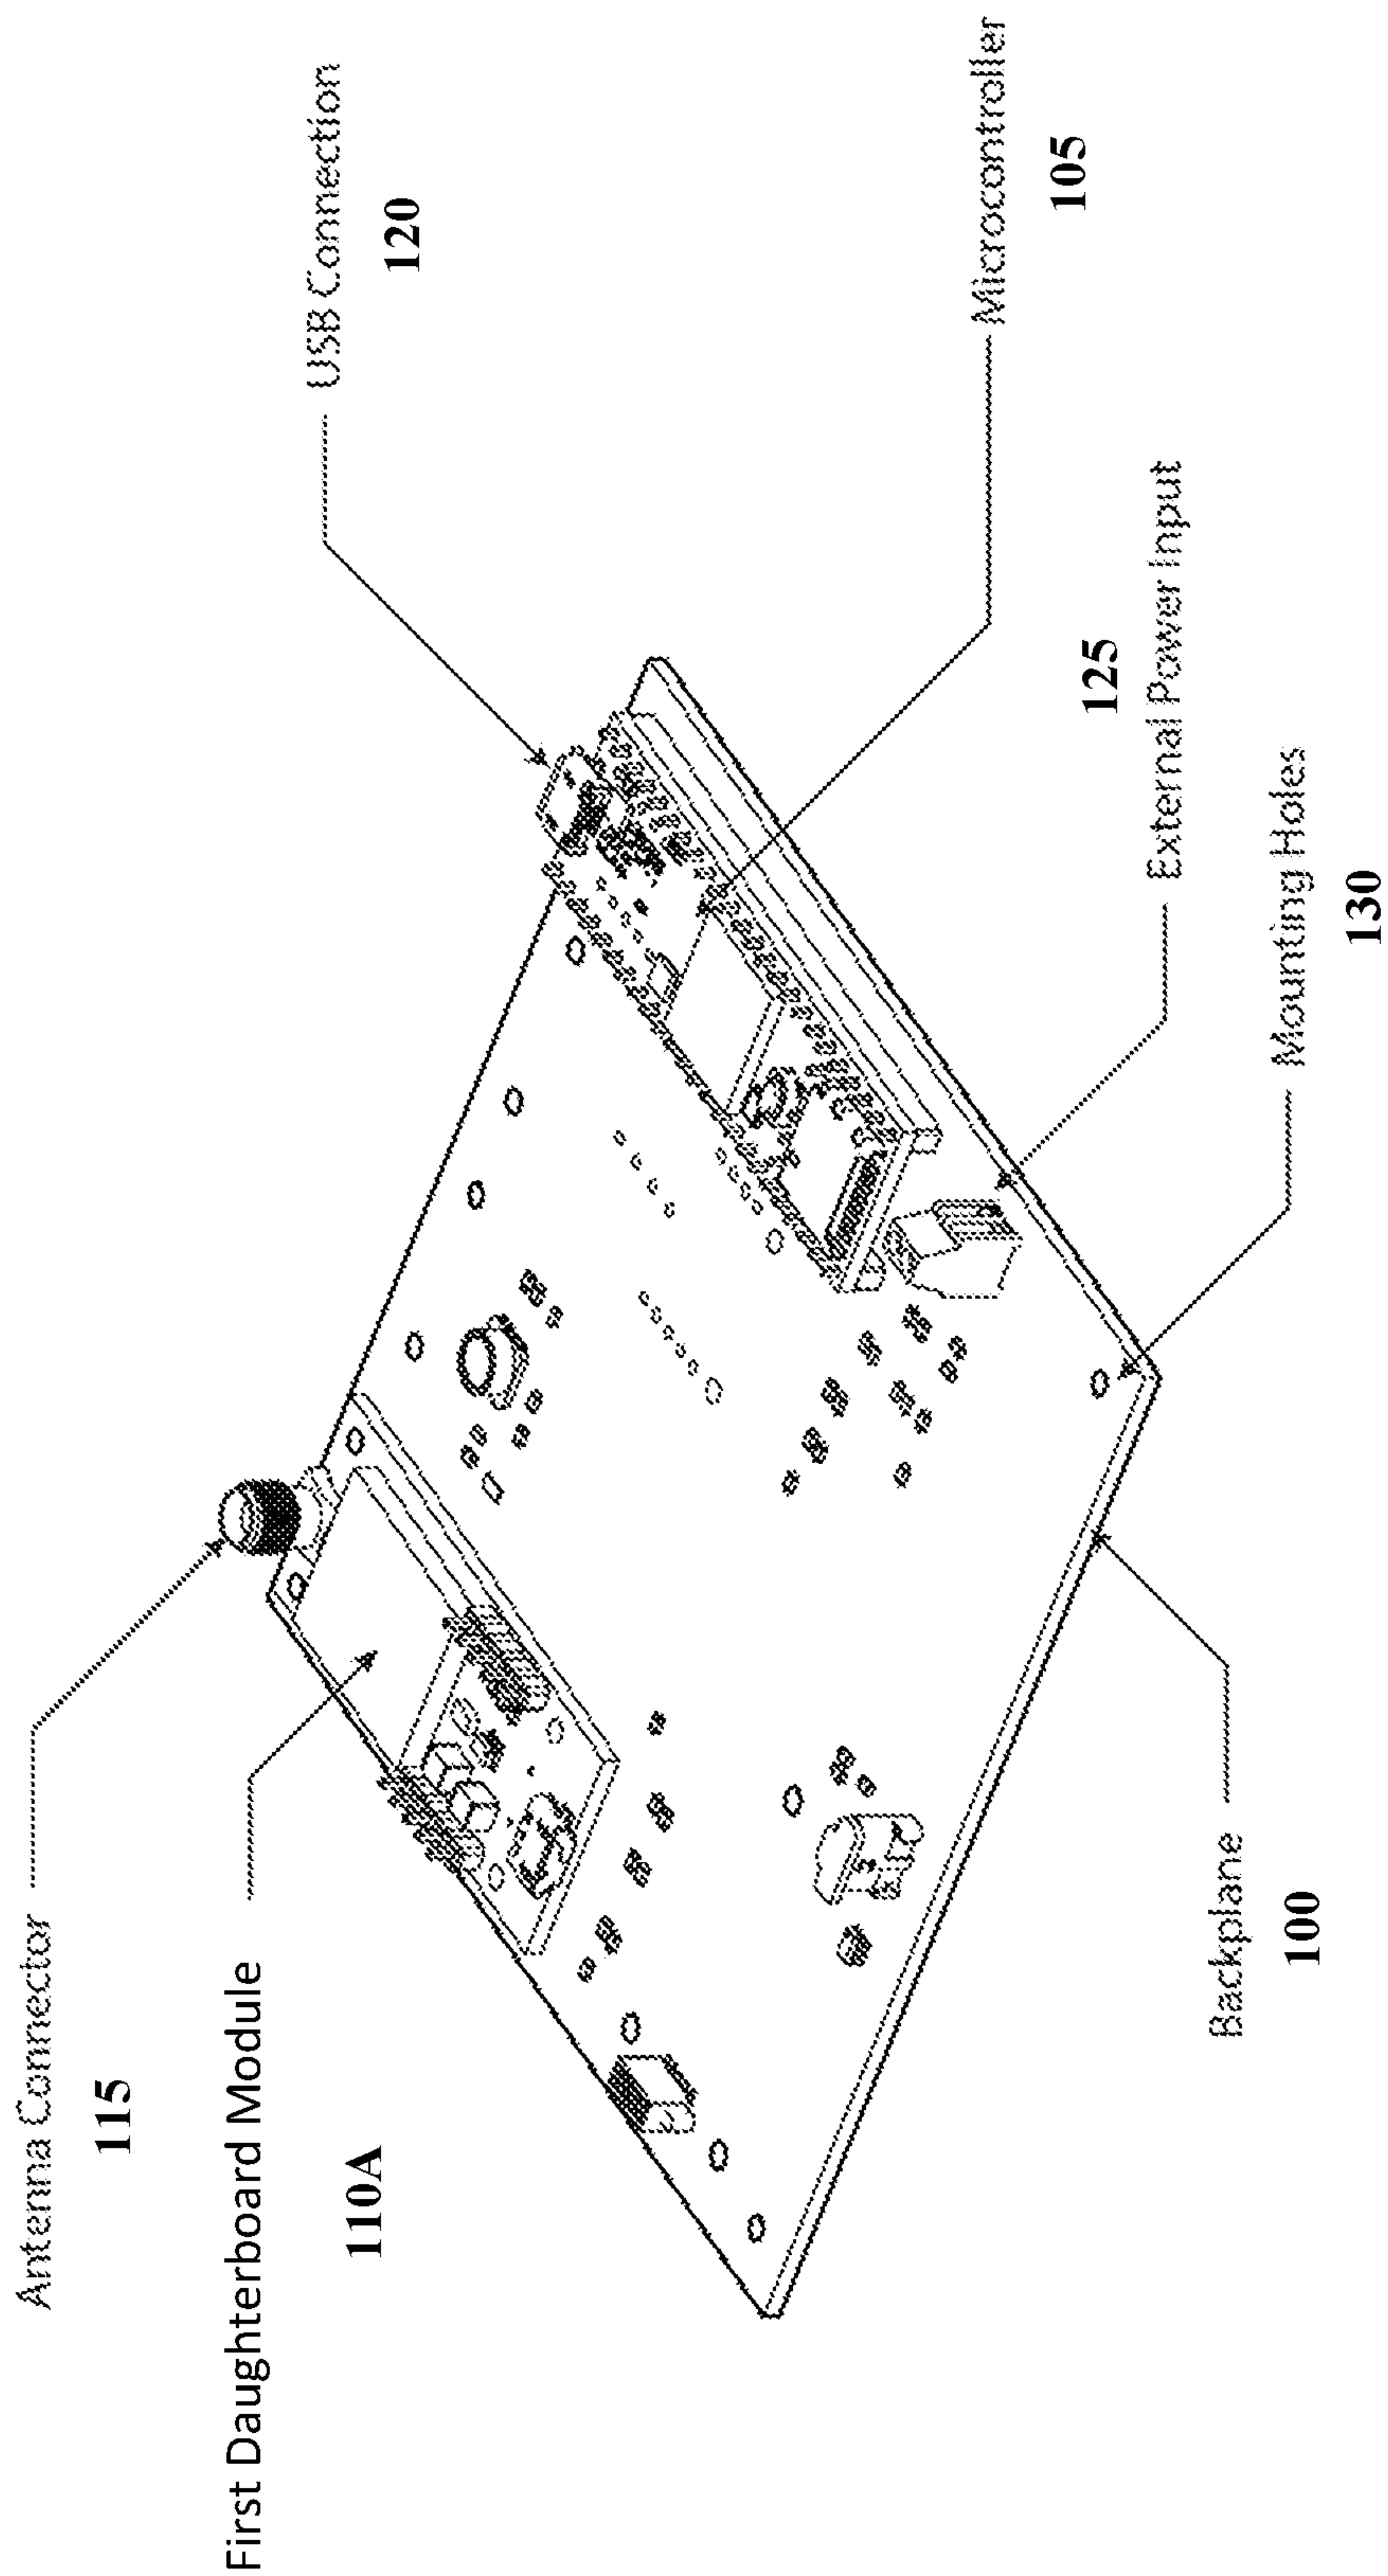 Antenna Connector
115
First Daughterboard Module
110A
USB Connection
120
Microcontroller
105
125
External Power Input
Mounting Holes
130
Backplane
100